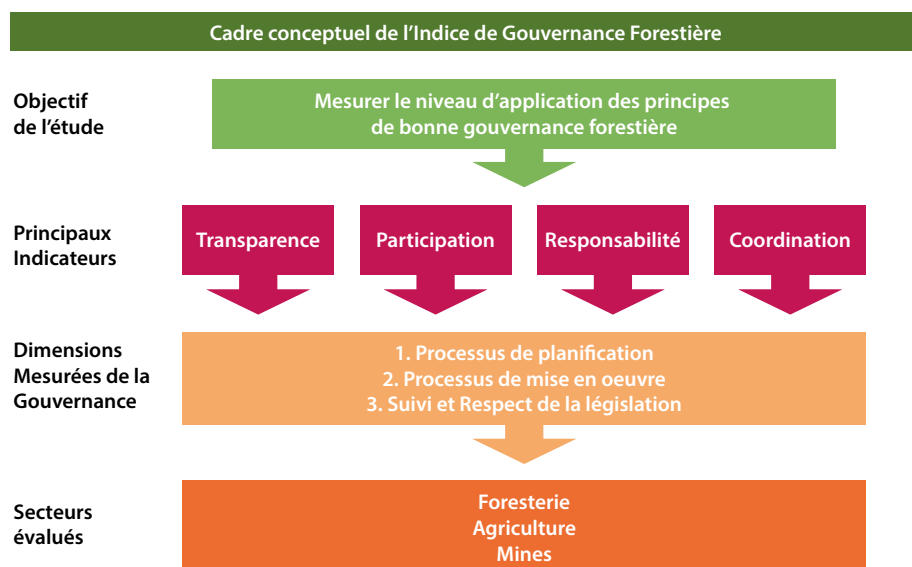 Cadre conceptuel de l'Indice de Gouvernance Forestière
Objectif
de l'étude
Mesurer le niveau d'application des principes
de bonne gouvernance forestière
Principaux
Indicateurs
Transparence
Participation
Responsabilité
Coordination
Dimensions
Mesurées de la
Gouvernance
1. Processus de planification
2. Processus de mise en oeuvre
3. Suivi et Respect de la législation
Secteurs
évalués
Foresterie
Agriculture
Mines